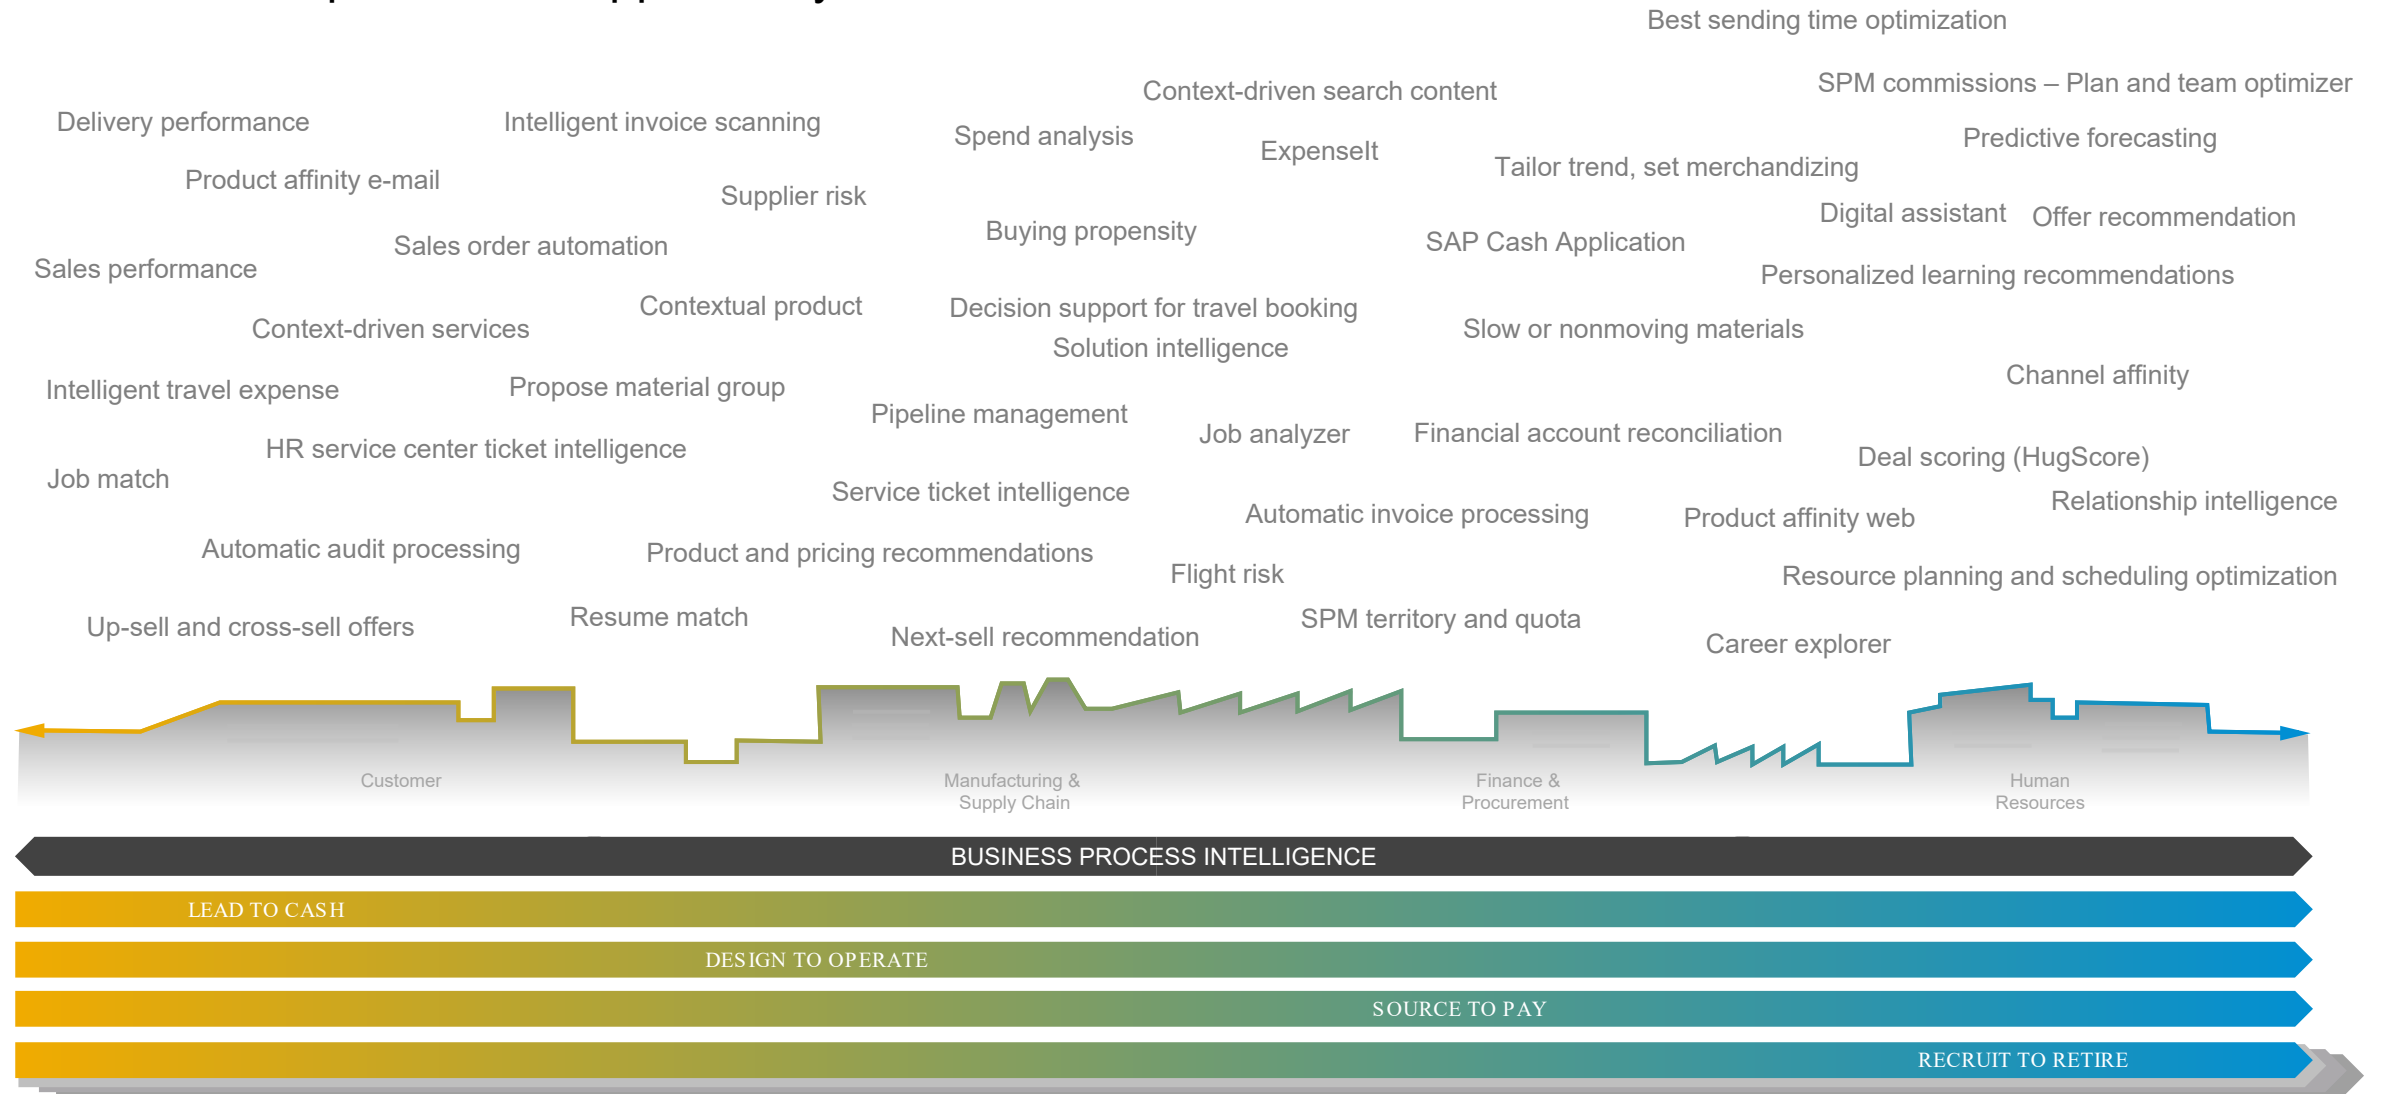 Best sending time optimization
SPM commissions – Plan and team optimizer
Context-driven search content
Delivery performance
Intelligent invoice scanning
Spend analysis
Predictive forecasting
ExpenseIt
Tailor trend, set merchandizing
Product affinity e-mail
Supplier risk
Digital assistant
Offer recommendation
Buying propensity
SAP Cash Application
Sales order automation
Sales performance
Personalized learning recommendations
Contextual product
Decision support for travel booking
Context-driven services
Slow or nonmoving materials
Solution intelligence
Channel affinity
Intelligent travel expense
Propose material group
Pipeline management
Job analyzer
Financial account reconciliation
HR service center ticket intelligence
Deal scoring (HugScore)
Job match
Service ticket intelligence
Relationship intelligence
Automatic invoice processing
Product affinity web
Automatic audit processing
Product and pricing recommendations
Flight risk
Resource planning and scheduling optimization
Resume match
SPM territory and quota
Up-sell and cross-sell offers
Next-sell recommendation
Career explorer
Customer
Manufacturing &
Supply Chain
Finance &
Procurement
Human
Resources
BUSINESS PROCESS INTELLIGENCE
LEAD TO CASH
DESIGN TO OPERATE
SOURCE TO PAY
RECRUIT TO RETIRE